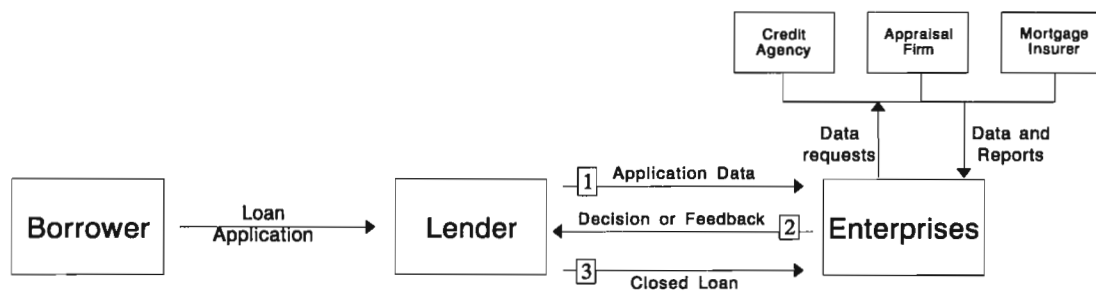 Credit
Agency
Appraisal
Firm
Mortgage
Insurer
Data
requests
Data and
Reports
Borrower
Loan
Application
Lender
1
Application Data
Decision or Feedback
2
3
Closed Loan
Enterprises